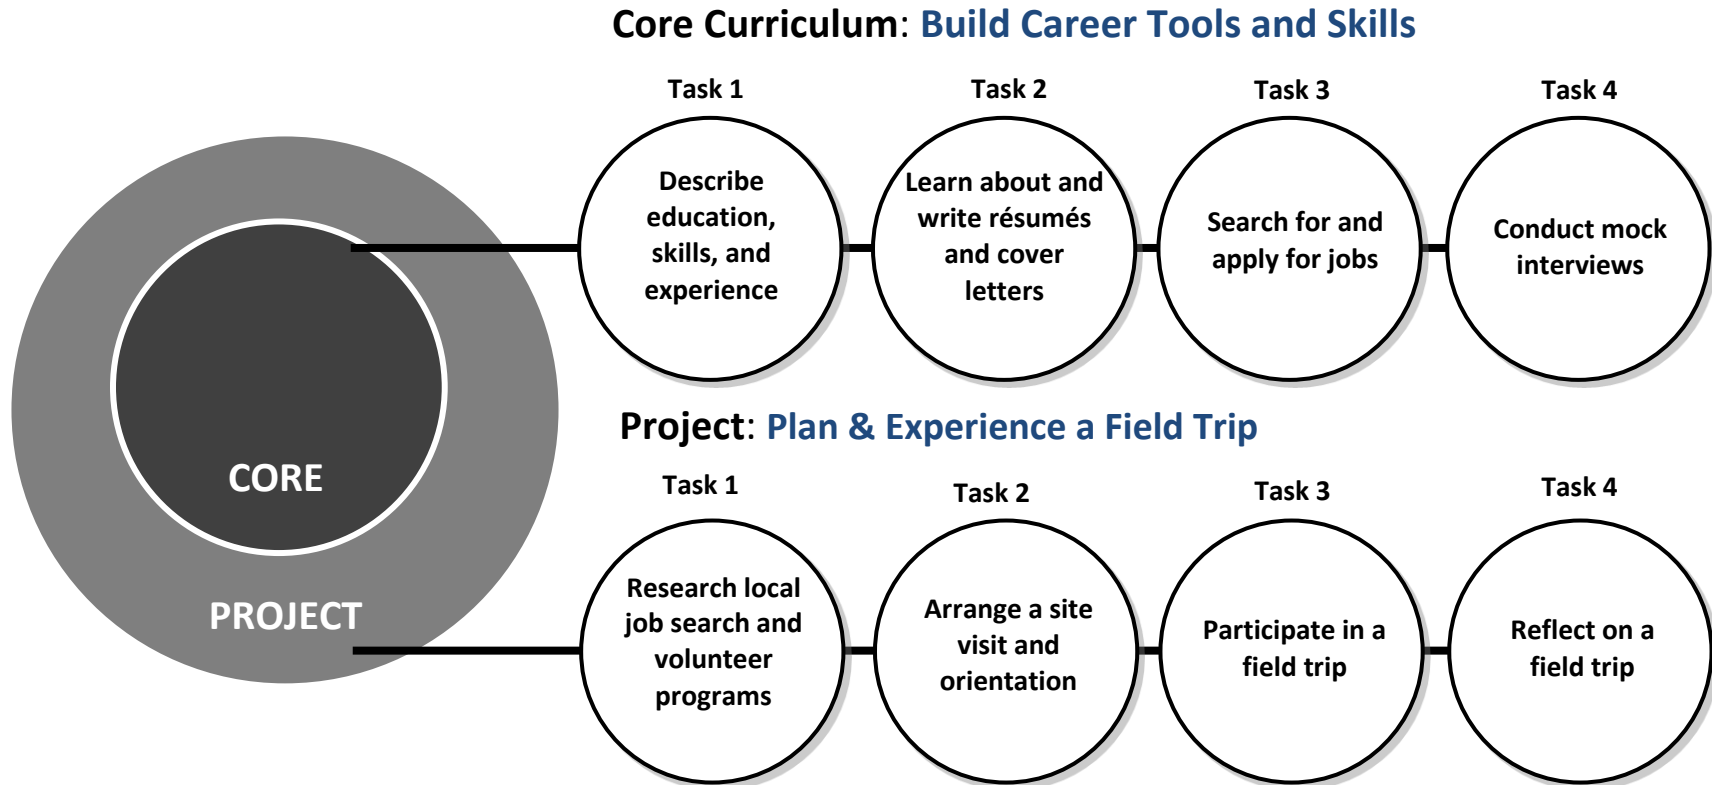 Core Curriculum: Build Career Tools and Skills
Task 1
Task 2
Task 3
Task 4
Describe
education,
skills, and
experience
Learn about and
write résumés
and cover
letters
Search for and
apply for jobs
Conduct mock
interviews
CORE
PROJECT
Project: Plan & Experience a Field Trip
Task 1
Task 2
Task 3
Task 4
Research local
job search and
volunteer
programs
Arrange a site
visit and
orientation
Participate in a
field trip
Reflect on a
field trip